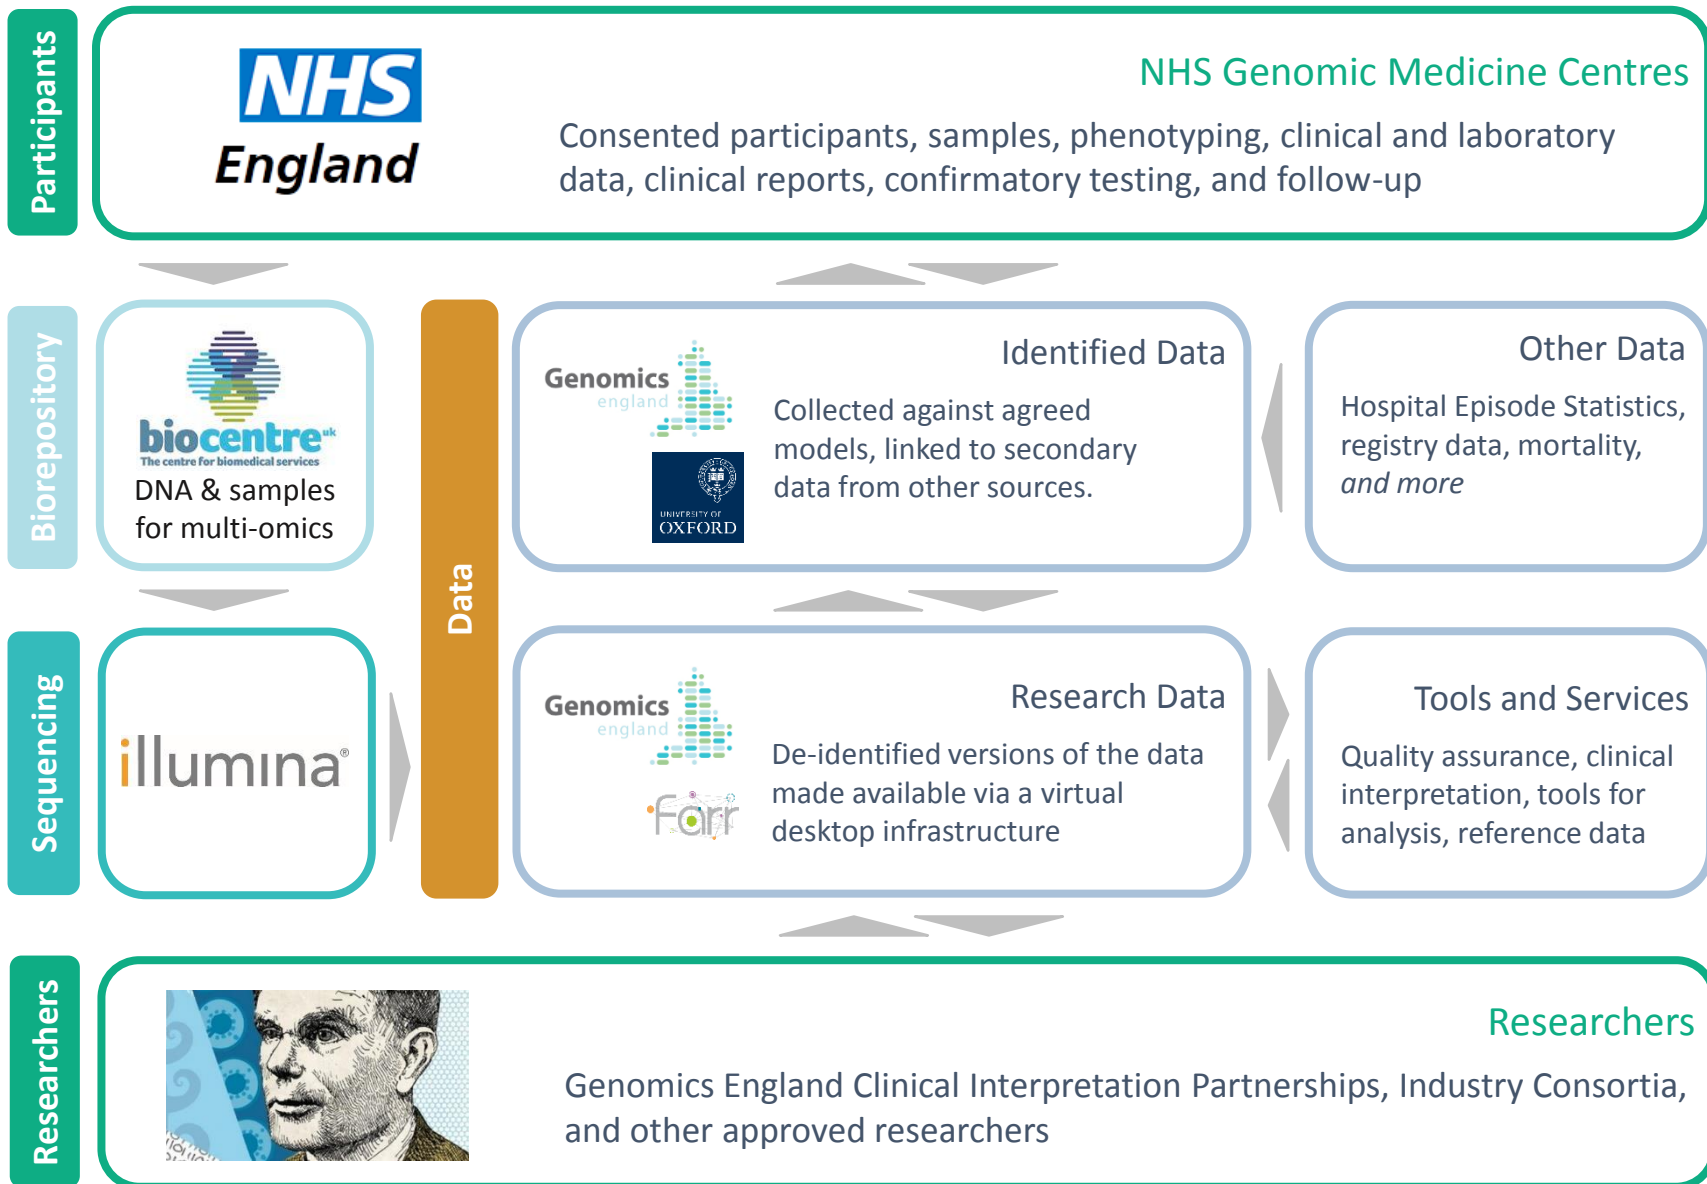 Participants
NHS
England
NHS Genomic Medicine Centres
Consented participants, samples, phenotyping, clinical and laboratory
data, clinical reports, confirmatory testing, and follow-up
Biorepository
biocentre uk
The centre for biomedical services
DNA & samples
for multi-omics
Data
Genomics
england
UNIVERSITY OF
OXFORD
Identified Data
Collected against agreed
models, linked to secondary
data from other sources.
Other Data
Hospital Episode Statistics,
registry data, mortality,
and more
Sequencing
illumina®
Genomics
england
farr
Research Data
De-identified versions of the data
made available via a virtual
desktop infrastructure
Tools and Services
Quality assurance, clinical
interpretation, tools for
analysis, reference data
Researchers
Researchers
Genomics England Clinical Interpretation Partnerships, Industry Consortia,
and other approved researchers